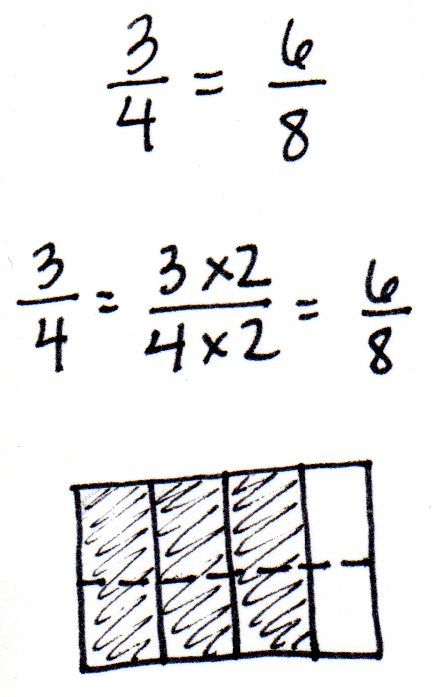 3/4 = 6/8
3/4 = 3×2/4×2 = 6/8